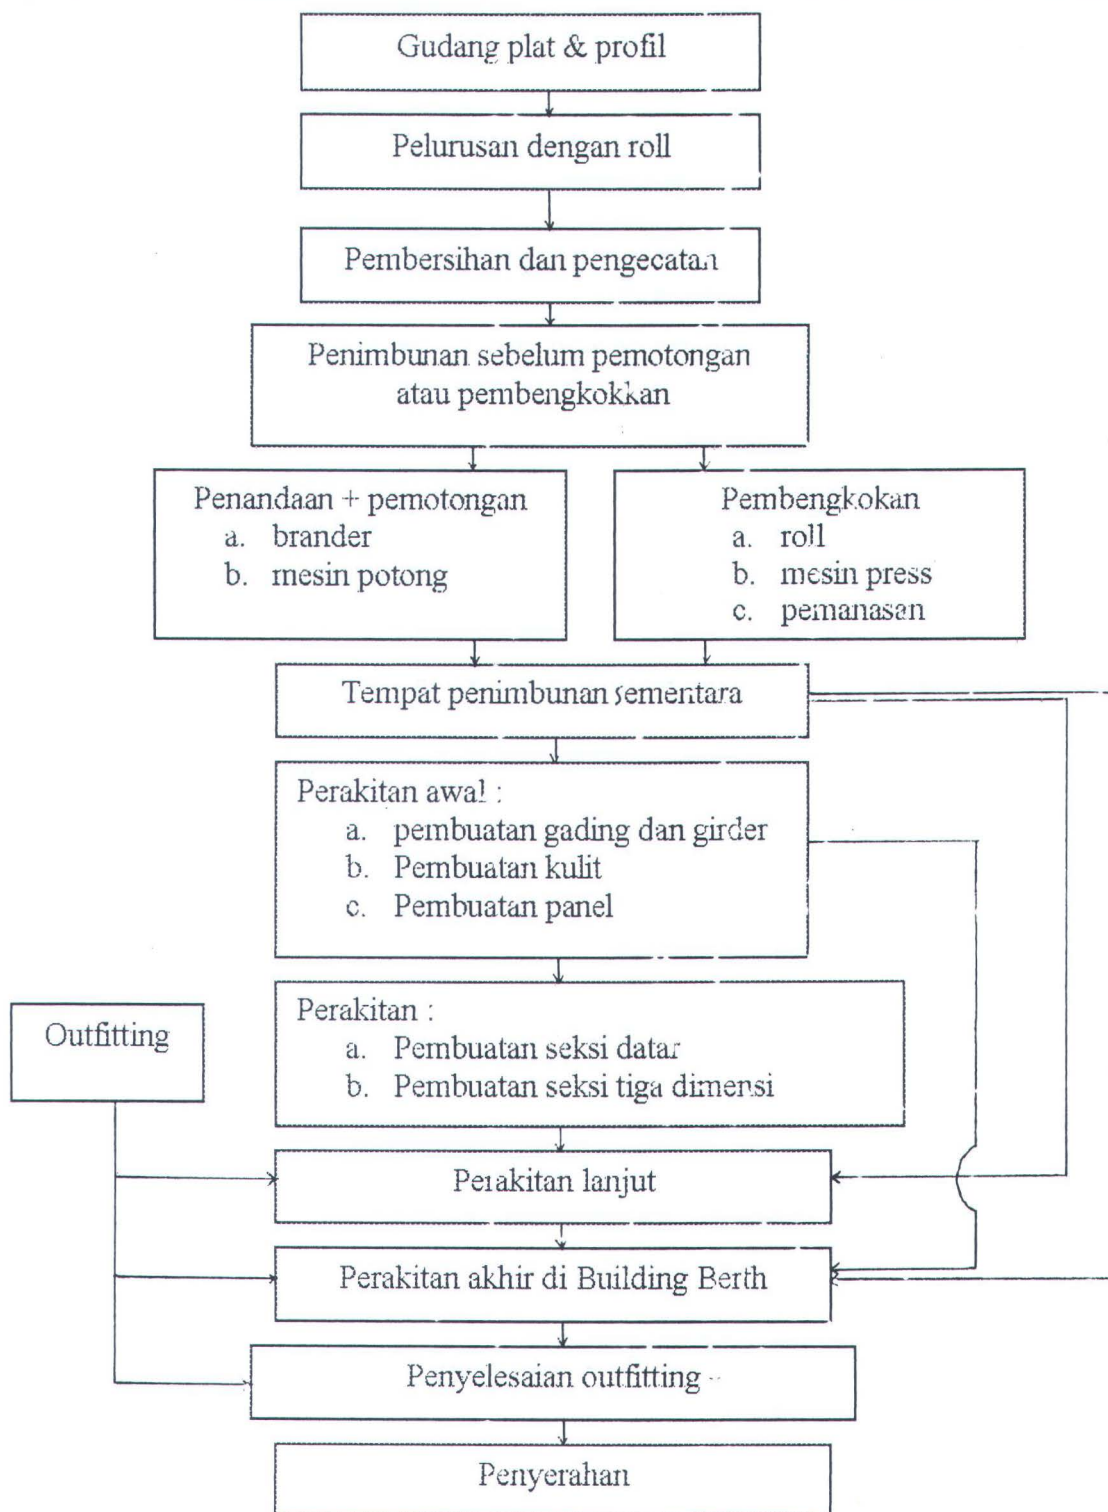 Gudang plat & profil
Pelurusan dengan roll
Pembersihan dan pengecatan
Penimbunan sebelum pemotongan
atau pembengkokkan
Penandaan + pemotongan
a. brander
b. mesin potong
Pembengkokan
a. roll
b. mesin press
c. pemanasan
Tempat penimbunan sementara
Perakitan awal :
a. pembuatan gading dan girder
b. Pembuatan kulit
c. Pembuatan panel
Outfitting
Perakitan :
a. Pembuatan seksi datar
b. Pembuatan seksi tiga dimensi
Perakitan lanjut
Perakitan akhir di Building Berth
Penyelesaian outfitting
Penyerahan